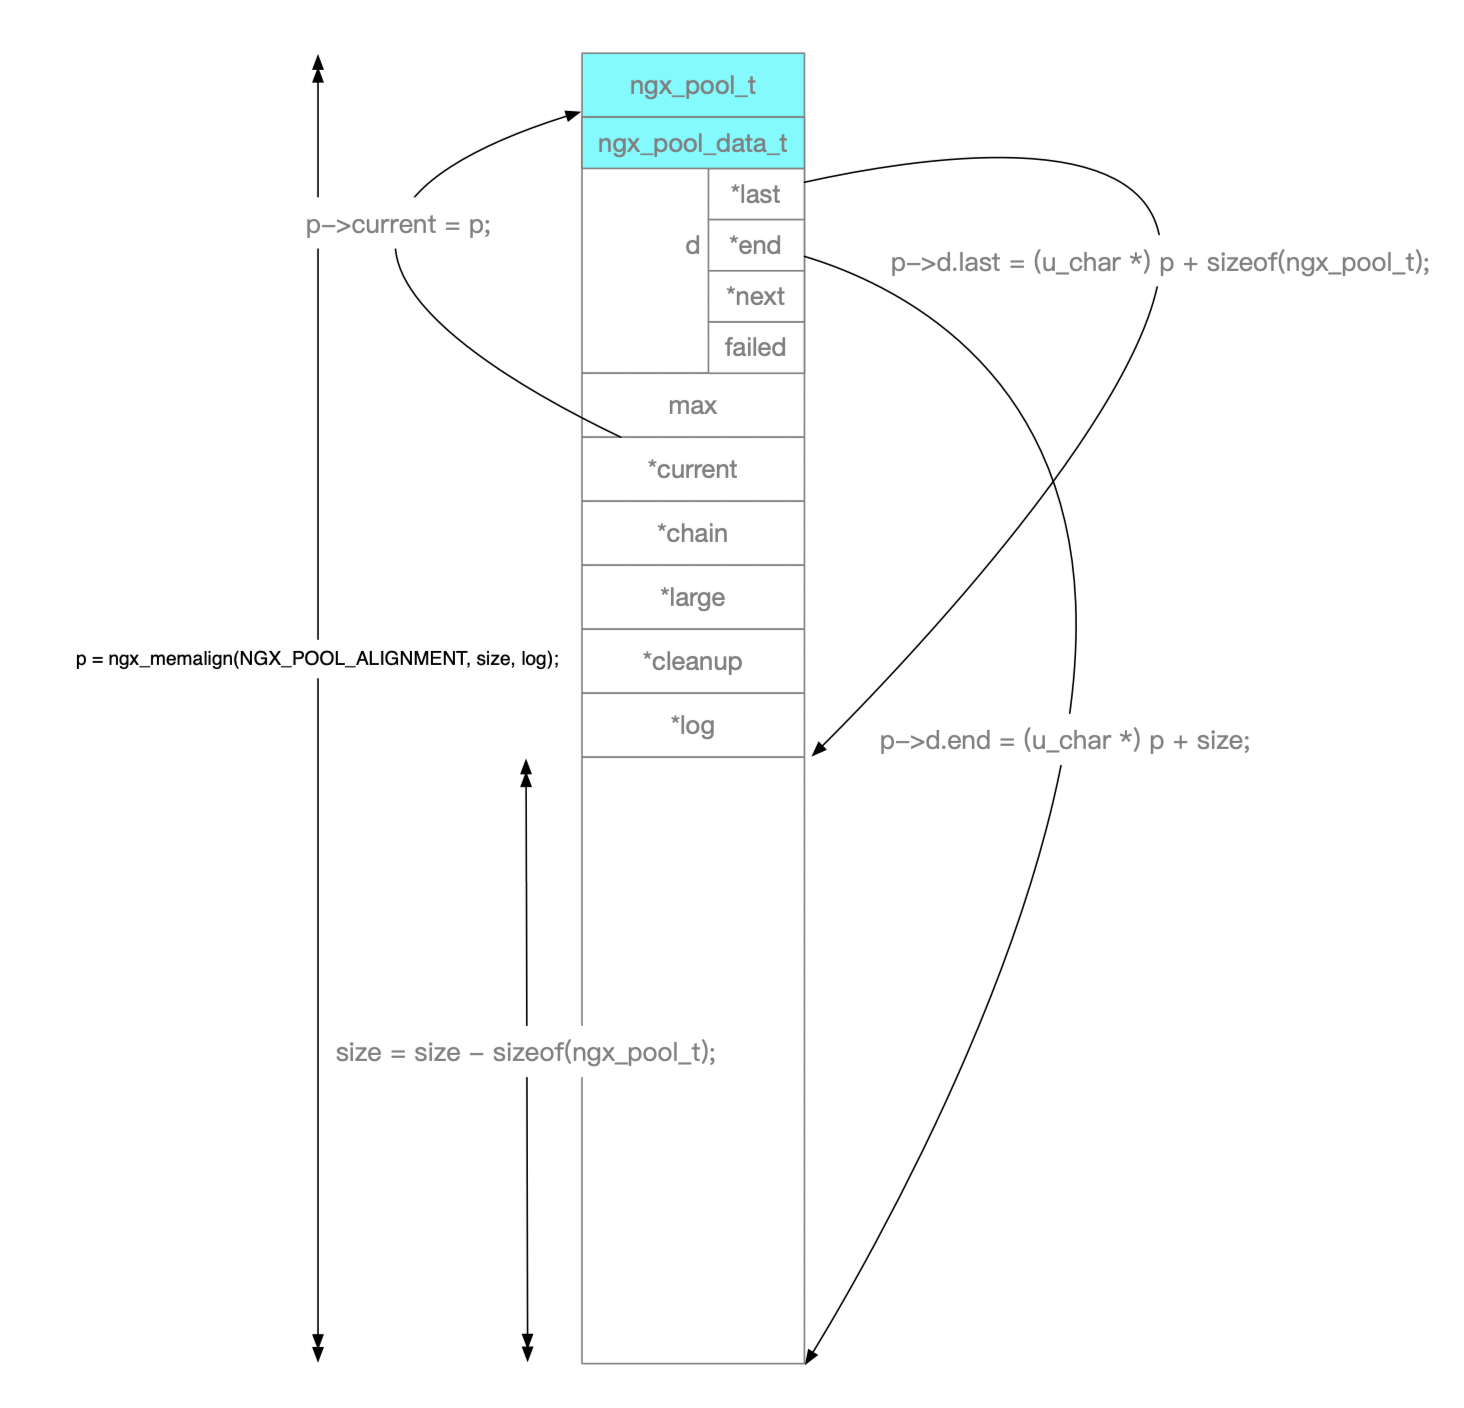 ngx_pool_t
ngx_pool_data_t
*last
p->current = p;
d
*end
p->d.last = (u_char *) p + sizeof(ngx_pool_t);
*next
failed
max
*current
*chain
*large
p = ngx_memalign(NGX_POOL_ALIGNMENT, size, log);
*cleanup
*log
p->d.end = (u_char *) p + size;
size = size - sizeof(ngx_pool_t);